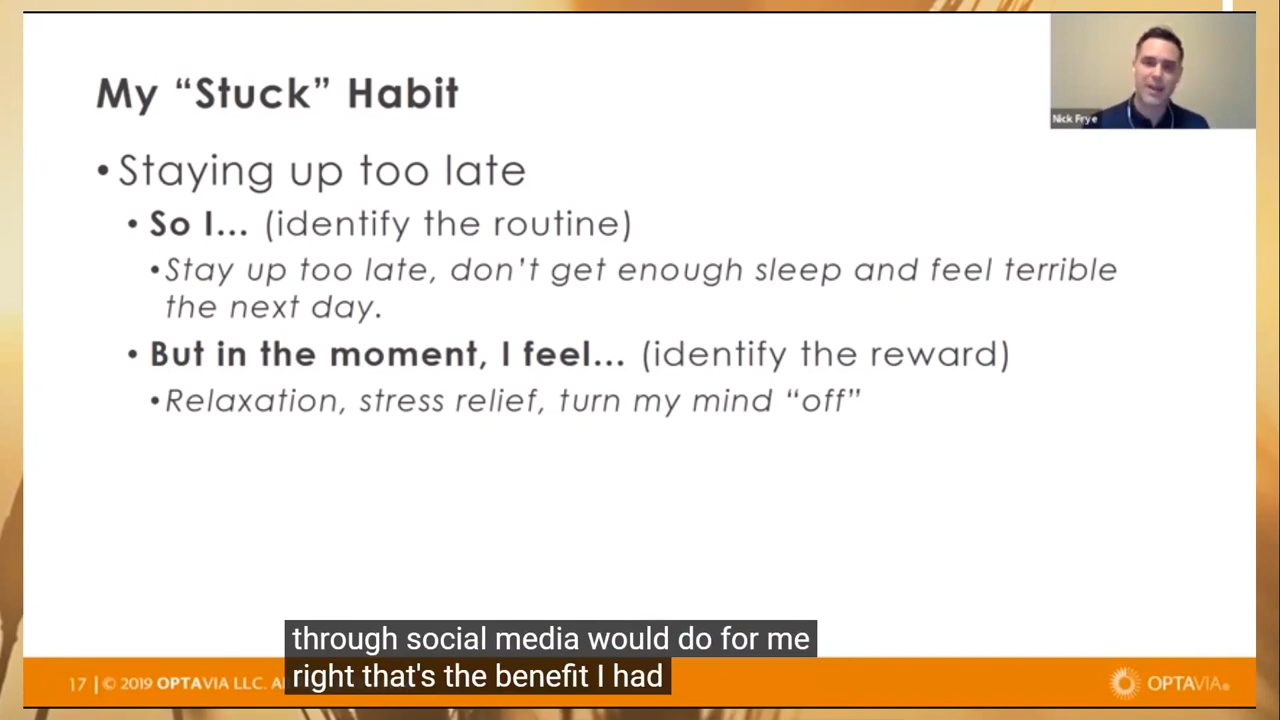 My “Stuck” Habit
Nick Frye
• Staying up too late
• So I... (identify the routine)
• Stay up too late, don’t get enough sleep and feel terrible
the next day.
• But in the moment, I feel... (identify the reward)
• Relaxation, stress relief, turn my mind “off”
through social media would do for me
right that's the benefit I had
17 | © 2019 OPTAVIA LLC.
OPTAVIA®